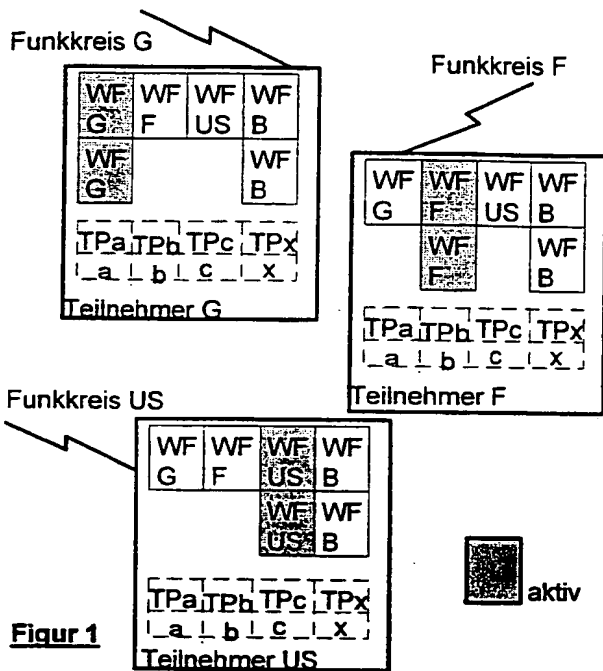 Funkkreis G
WF WF WF WF
G F US B
WF WF
G B
TPa TPb TPc TPx
a b c x
Teilnehmer G
Funkkreis F
WF WF WF WF
G F US B
WF WF
F B
TPa TPb TPc TPx
a b c x
Teilnehmer F
Funkkreis US
WF WF WF WF
G F US B
WF WF
US B
TPa TPb TPc TPx
a b c x
Teilnehmer US
aktiv
Figur 1